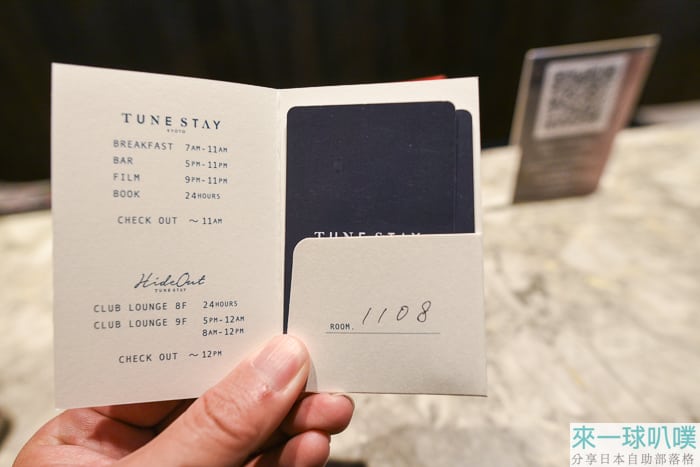 TUNE STAY
KYOTO
BREAKFAST 7AM-11AM
BAR 5PM-11PM
FILM 9PM-11PM
BOOK 24HOURS
CHECK OUT ～11AM
HideOut
TUNE STAY
CLUB LOUNGE 8F 24HOURS
CLUB LOUNGE 9F 5PM-12AM
8AM-12PM
CHECK OUT ～12PM
TUNE STAY
ROOM. 1108
來一球叭噗
分享日本自助部落格